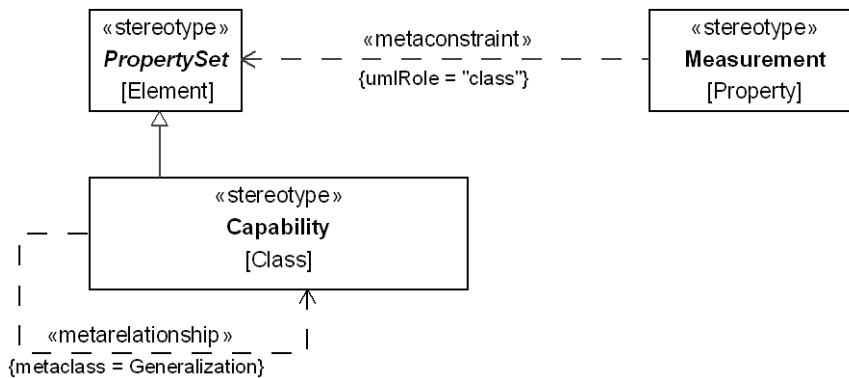 «stereotype»
PropertySet
[Element]
«metaconstraint»
{umlRole = "class"}
«stereotype»
Measurement
[Property]
«stereotype»
Capability
[Class]
«metarelationship»
{metaclass = Generalization}